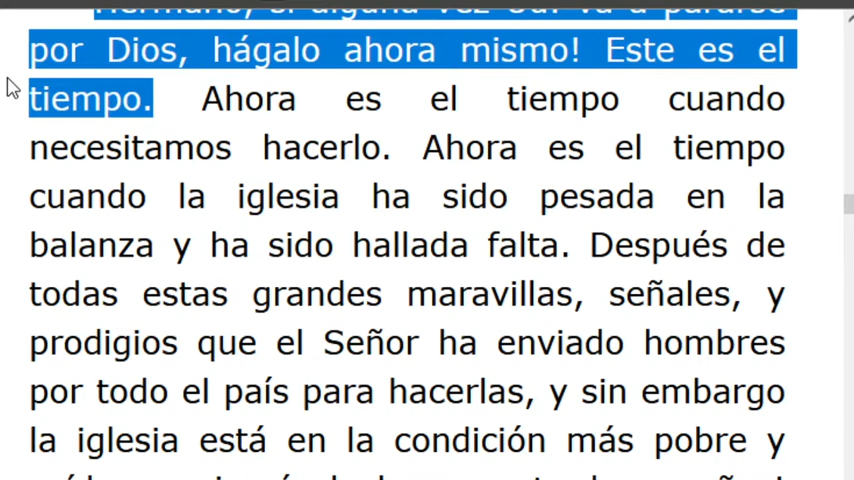 por Dios, hágalo ahora mismo! Este es el
tiempo. Ahora es el tiempo cuando
necesitamos hacerlo. Ahora es el tiempo
cuando la iglesia ha sido pesada en la
balanza y ha sido hallada falta. Después de
todas estas grandes maravillas, señales, y
prodigios que el Señor ha enviado hombres
por todo el país para hacerlas, y sin embargo
la iglesia está en la condición más pobre y